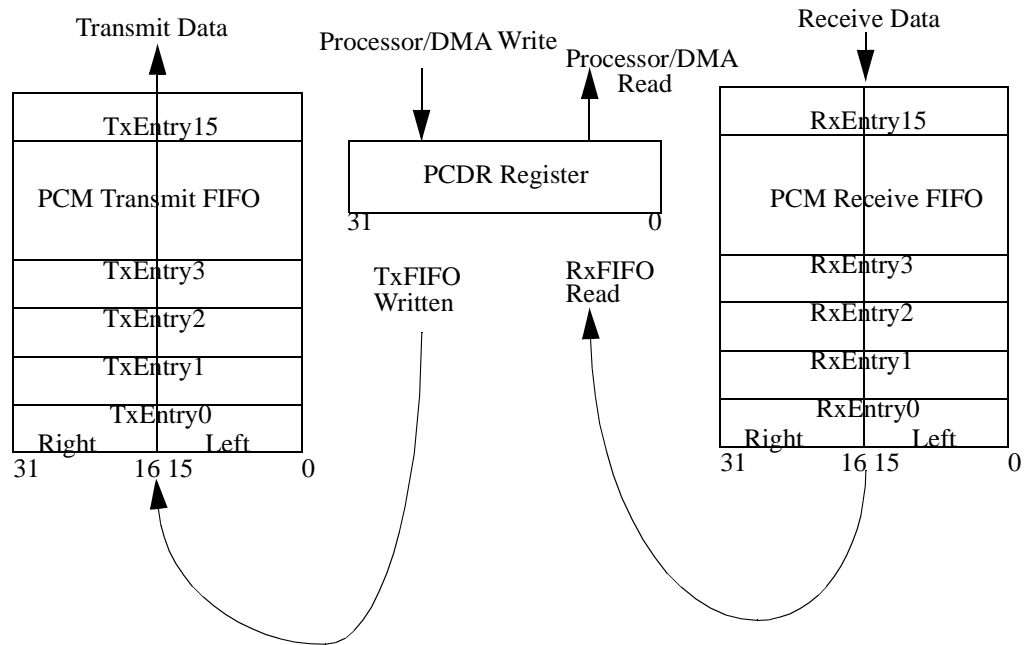 Transmit Data
TxEntry15
PCM Transmit FIFO
TxEntry3
TxEntry2
TxEntry1
TxEntry0
Right Left
31 16 15 0
Processor/DMA Write
Processor/DMA
Read
PCDR Register
31 0
TxFIFO
Written
RxFIFO
Read
Receive Data
RxEntry15
PCM Receive FIFO
RxEntry3
RxEntry2
RxEntry1
RxEntry0
Right Left
31 16 15 0